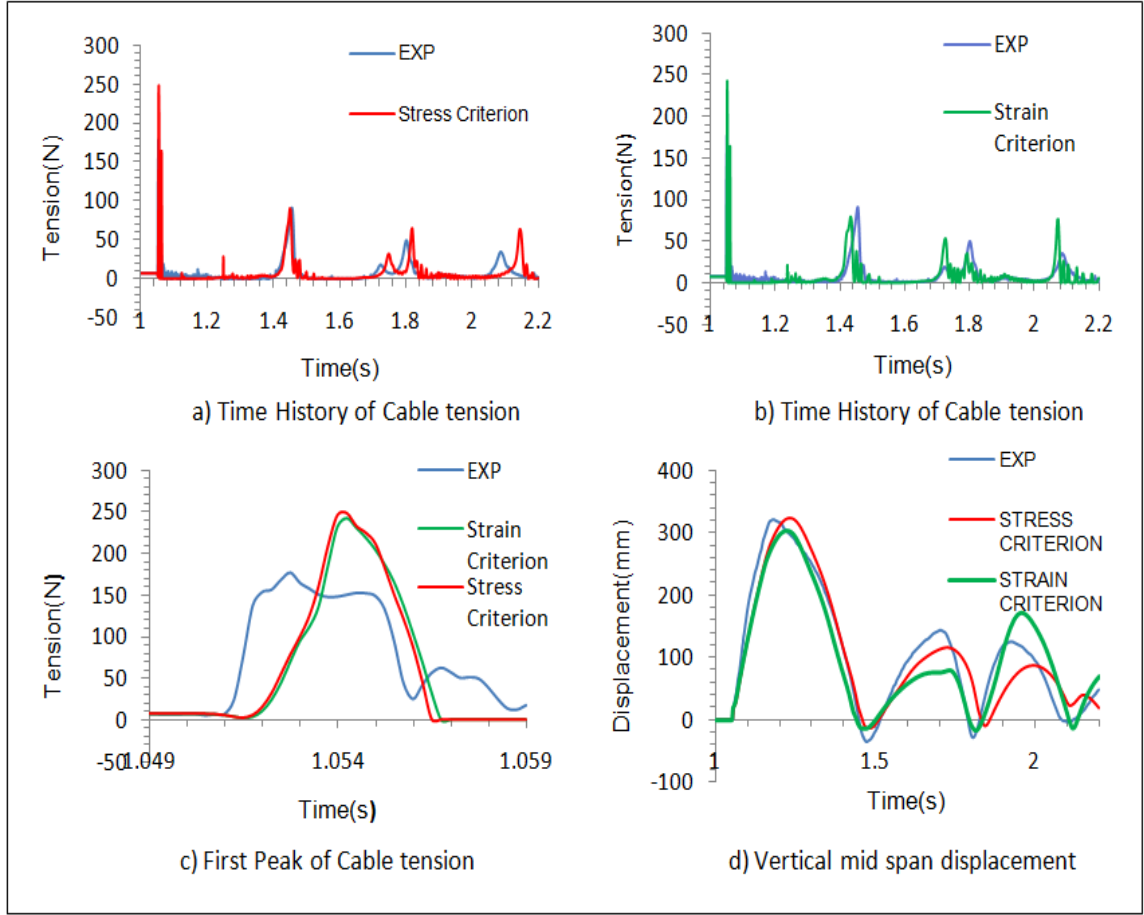 300
250
200
150
100
50
0
-50
1
1.2
1.4
1.6
1.8
2
2.2
Tension(N)
Time(s)
EXP
Stress Criterion
a) Time History of Cable tension
300
250
200
150
100
50
0
-50
1
1.2
1.4
1.6
1.8
2
2.2
Tension(N)
Time(s)
EXP
Strain
Criterion
b) Time History of Cable tension
300
250
200
150
100
50
0
-50
1.049
1.054
1.059
Tension(N)
Time(s)
EXP
Strain
Criterion
Stress
Criterion
c) First Peak of Cable tension
400
300
200
100
0
-100
1
1.5
2
Displacement(mm)
Time(s)
EXP
STRESS
CRITERION
STRAIN
CRITERION
d) Vertical mid span displacement